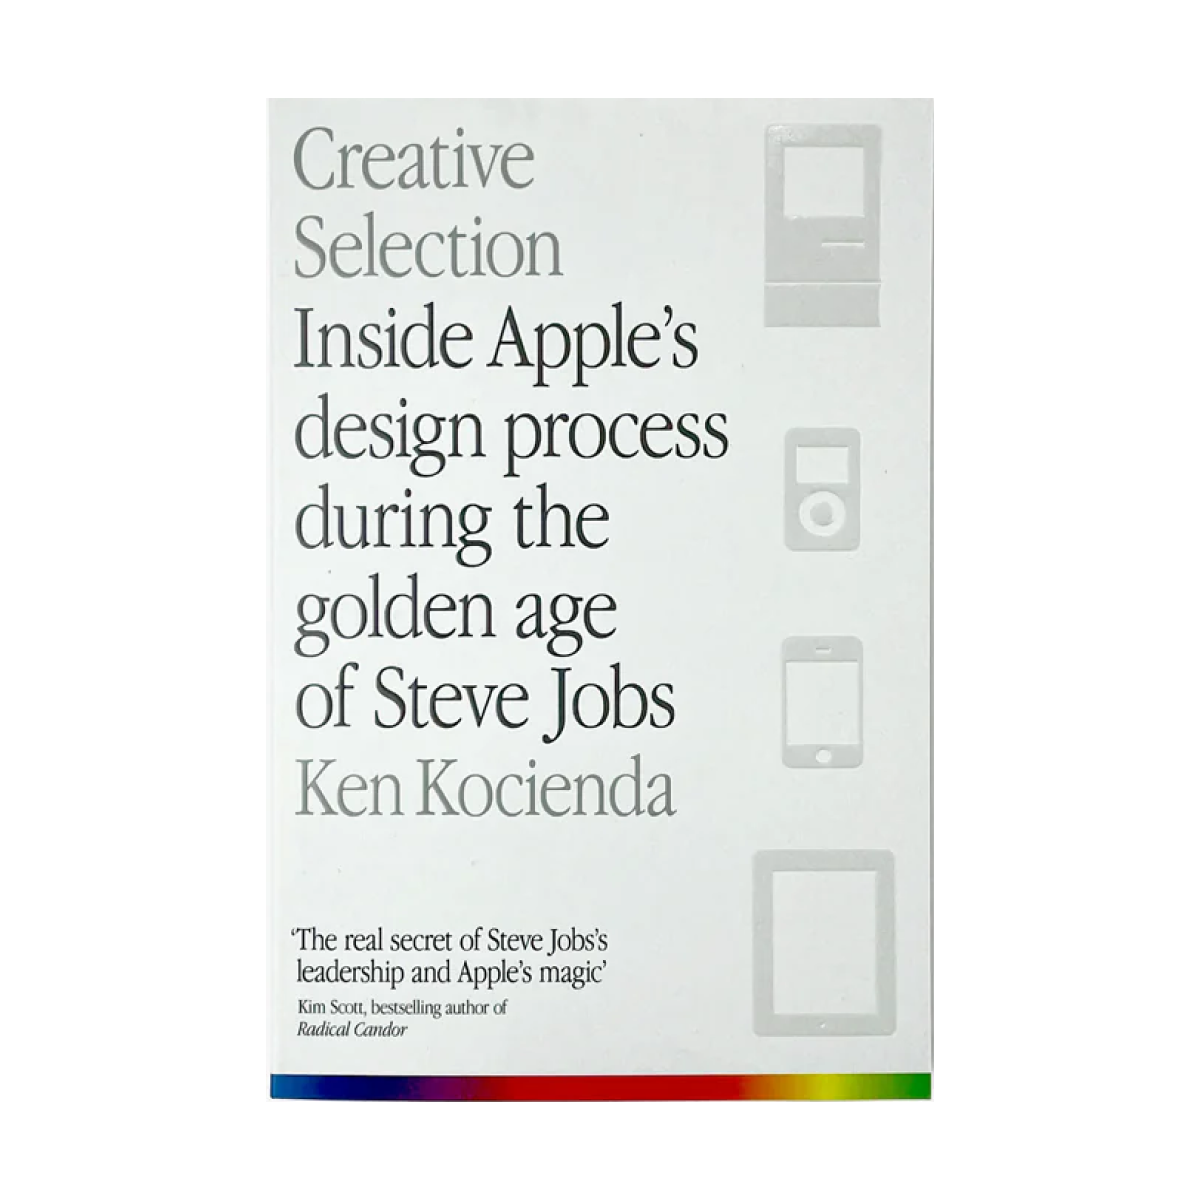 Creative
Selection
Inside Apple’s
design process
during the
golden age
of Steve Jobs
Ken Kocienda
‘The real secret of Steve Jobs’s
leadership and Apple’s magic’
Kim Scott, bestselling author of
Radical Candor